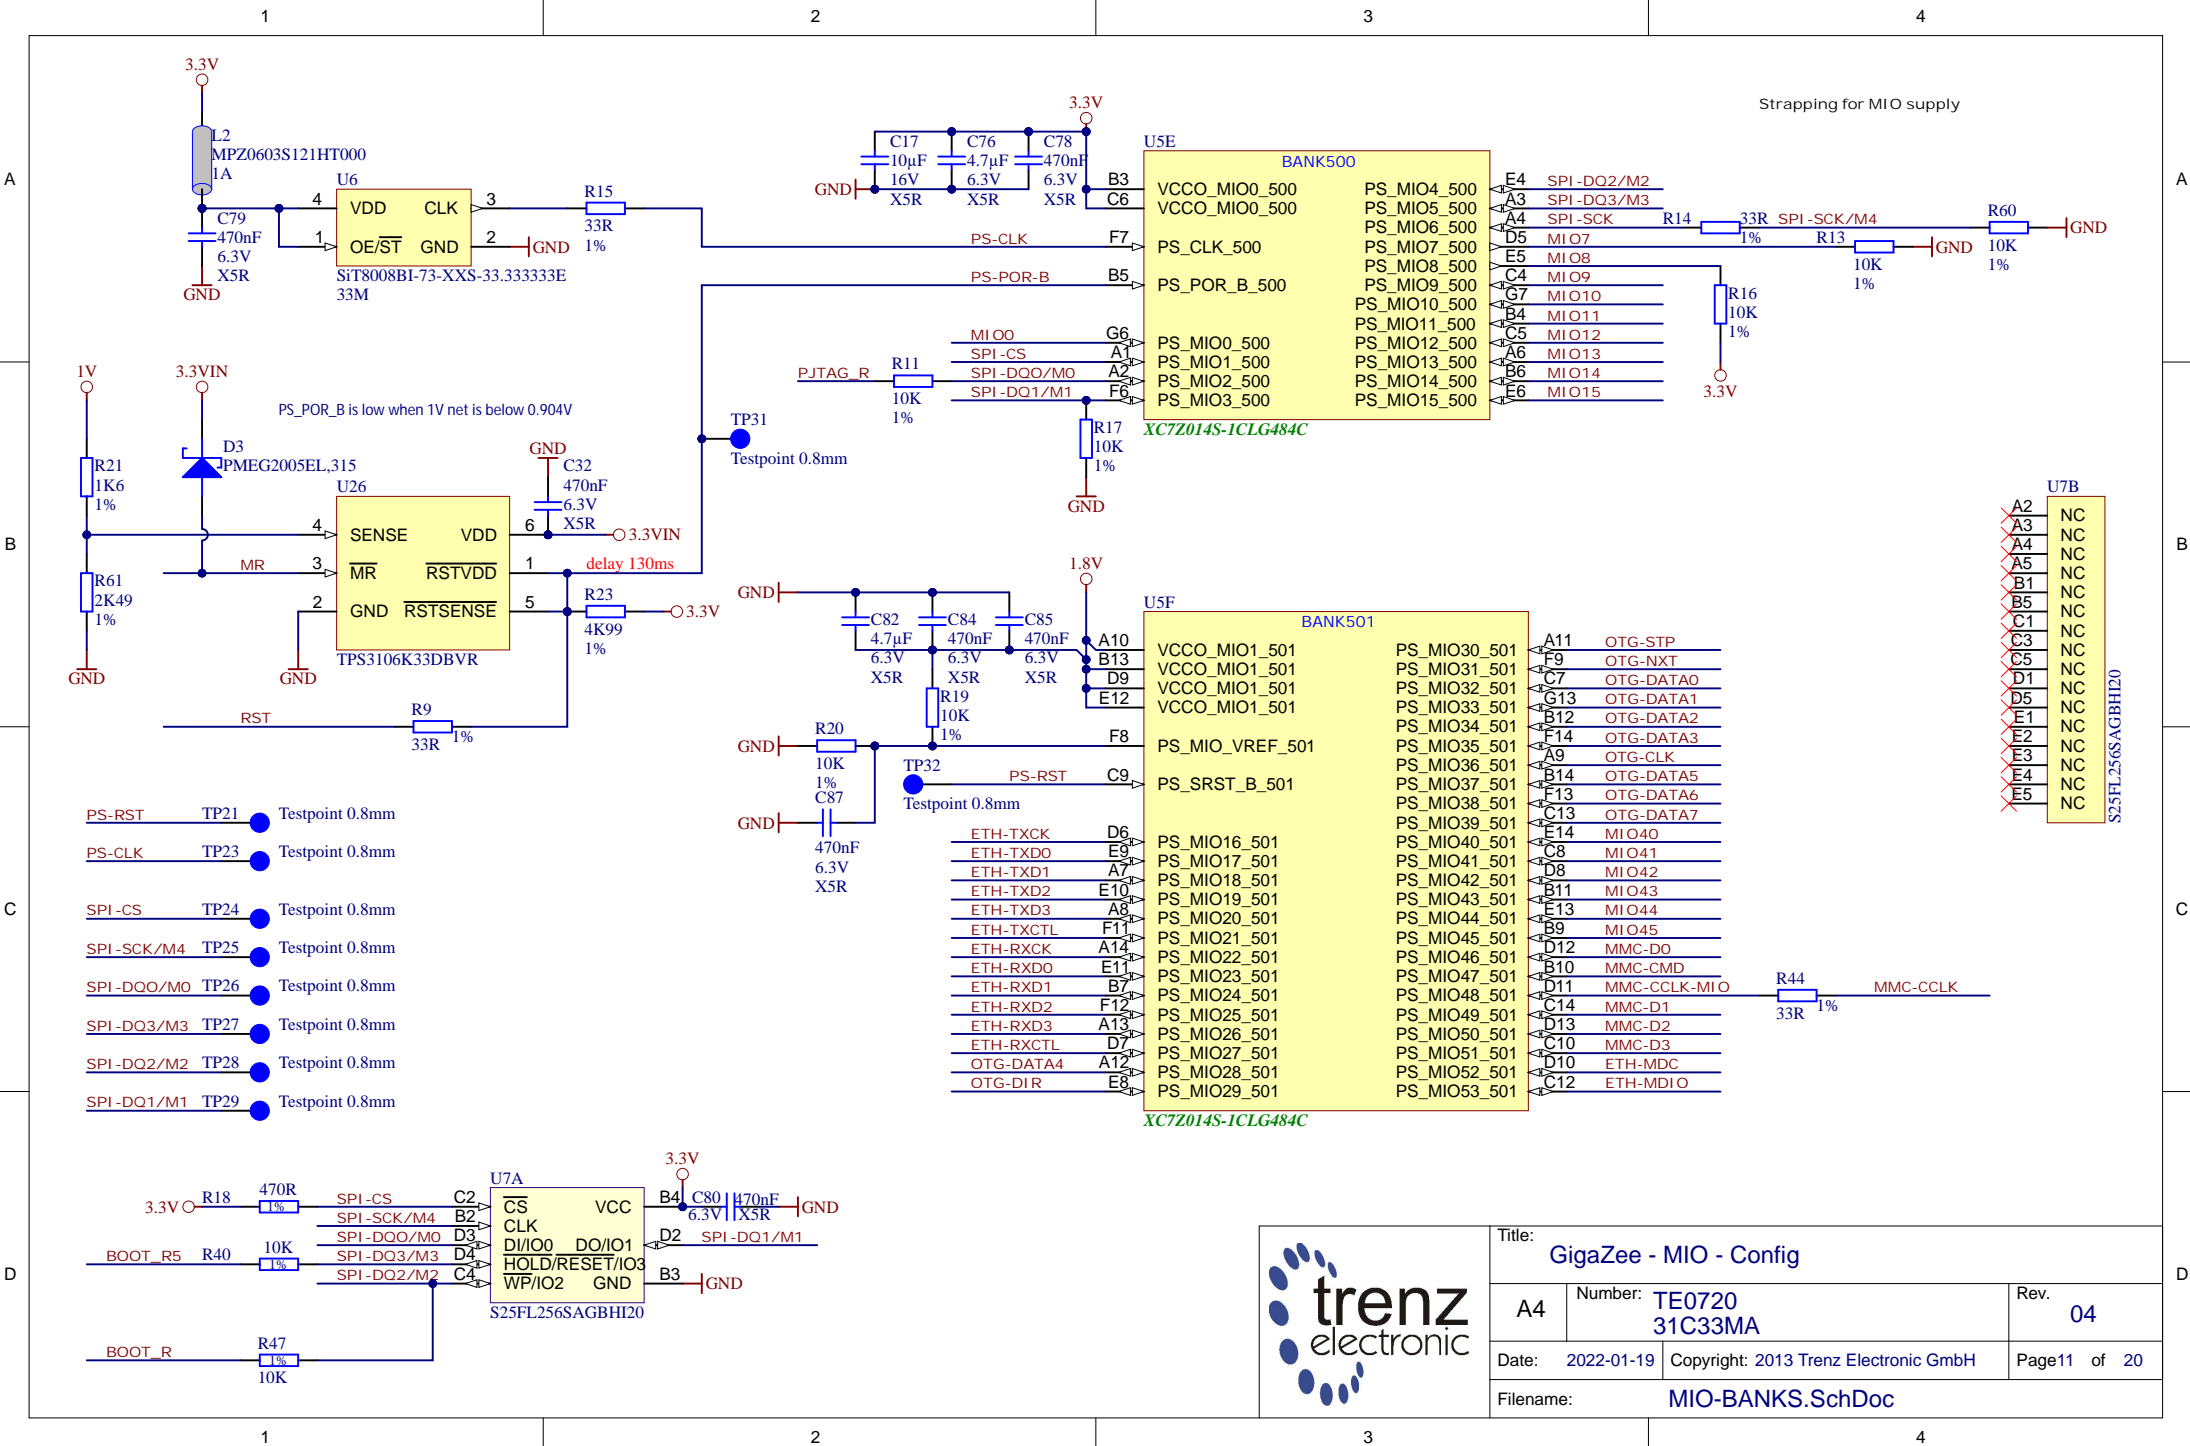 1 2 3 4
A
B
C
D
A
B
C
D
1 2 3 4
3.3V
L2
MPZ0603S121HT000
1A
C79
470nF
6.3V
X5R
GND
U6
4 VDD CLK 3
1 OE/ST GND 2 GND
SiT8008BI-73-XXS-33.333333E
33M
R15
33R
1%
PS-CLK
PS-POR-B
3.3V
C17
10µF
16V
X5R
C76
4.7µF
6.3V
X5R
C78
470nF
6.3V
X5R
GND
U5E
BANK500
B3 VCCO_MIO0_500
C6 VCCO_MIO0_500
F7 PS_CLK_500
B5 PS_POR_B_500
MIO0 G6 PS_MIO0_500
SPI-CS A1 PS_MIO1_500
SPI-DQ0/M0 A2 PS_MIO2_500
SPI-DQ1/M1 F6 PS_MIO3_500
PS_MIO4_500 E4 SPI-DQ2/M2
PS_MIO5_500 A3 SPI-DQ3/M3
PS_MIO6_500 A4 SPI-SCK
PS_MIO7_500 D5 MIO7
PS_MIO8_500 E5 MIO8
PS_MIO9_500 C4 MIO9
PS_MIO10_500 G7 MIO10
PS_MIO11_500 B4 MIO11
PS_MIO12_500 C5 MIO12
PS_MIO13_500 A6 MIO13
PS_MIO14_500 B6 MIO14
PS_MIO15_500 E6 MIO15
XC7Z014S-1CLG484C
Strapping for MIO supply
R14 33R 1% SPI-SCK/M4
R60
10K
1%
GND
R13
10K
1%
GND
R16
10K
1%
3.3V
PJTAG_R
R11
10K
1%
R17
10K
1%
GND
1V
R21
1K6
1%
R61
2K49
1%
GND
3.3VIN
PS_POR_B is low when 1V net is below 0.904V
D3
PMEG2005EL,315
U26
4 SENSE VDD 6 3.3VIN
MR 3 MR RSTVDD 1 delay 130ms
2 GND RSTSENSE 5
TPS3106K33DBVR
GND
GND
C32
470nF
6.3V
X5R
R23
4K99
1%
3.3V
RST
R9
33R 1%
TP31
Testpoint 0.8mm
1.8V
GND
C82
4.7µF
6.3V
X5R
C84
470nF
6.3V
X5R
C85
470nF
6.3V
X5R
R19
10K
1%
GND
R20
10K
1%
C87
GND
470nF
6.3V
X5R
TP32
Testpoint 0.8mm
PS-RST
U5F
BANK501
A10 VCCO_MIO1_501
B13 VCCO_MIO1_501
D9 VCCO_MIO1_501
E12 VCCO_MIO1_501
F8 PS_MIO_VREF_501
C9 PS_SRST_B_501
ETH-TXCK D6 PS_MIO16_501
ETH-TXD0 E9 PS_MIO17_501
ETH-TXD1 A7 PS_MIO18_501
ETH-TXD2 E10 PS_MIO19_501
ETH-TXD3 A8 PS_MIO20_501
ETH-TXCTL F11 PS_MIO21_501
ETH-RXCK A14 PS_MIO22_501
ETH-RXD0 E11 PS_MIO23_501
ETH-RXD1 B7 PS_MIO24_501
ETH-RXD2 F12 PS_MIO25_501
ETH-RXD3 A13 PS_MIO26_501
ETH-RXCTL D7 PS_MIO27_501
OTG-DATA4 A12 PS_MIO28_501
OTG-DIR E8 PS_MIO29_501
PS_MIO30_501 A11 OTG-STP
PS_MIO31_501 F9 OTG-NXT
PS_MIO32_501 C7 OTG-DATA0
PS_MIO33_501 G13 OTG-DATA1
PS_MIO34_501 B12 OTG-DATA2
PS_MIO35_501 F14 OTG-DATA3
PS_MIO36_501 A9 OTG-CLK
PS_MIO37_501 B14 OTG-DATA5
PS_MIO38_501 F13 OTG-DATA6
PS_MIO39_501 C13 OTG-DATA7
PS_MIO40_501 E14 MIO40
PS_MIO41_501 C8 MIO41
PS_MIO42_501 D8 MIO42
PS_MIO43_501 B11 MIO43
PS_MIO44_501 E13 MIO44
PS_MIO45_501 B9 MIO45
PS_MIO46_501 D12 MMC-D0
PS_MIO47_501 B10 MMC-CMD
PS_MIO48_501 D11 MMC-CCLK-MIO
PS_MIO49_501 C14 MMC-D1
PS_MIO50_501 D13 MMC-D2
PS_MIO51_501 C10 MMC-D3
PS_MIO52_501 D10 ETH-MDC
PS_MIO53_501 C12 ETH-MDIO
XC7Z014S-1CLG484C
R44
33R 1%
MMC-CCLK
U7B
A2 NC
A3 NC
A4 NC
A5 NC
B1 NC
B5 NC
C1 NC
C3 NC
C5 NC
D1 NC
D5 NC
E1 NC
E2 NC
E3 NC
E4 NC
E5 NC
S25FL256SAGBHI20
PS-RST TP21 Testpoint 0.8mm
PS-CLK TP23 Testpoint 0.8mm
SPI-CS TP24 Testpoint 0.8mm
SPI-SCK/M4 TP25 Testpoint 0.8mm
SPI-DQ0/M0 TP26 Testpoint 0.8mm
SPI-DQ3/M3 TP27 Testpoint 0.8mm
SPI-DQ2/M2 TP28 Testpoint 0.8mm
SPI-DQ1/M1 TP29 Testpoint 0.8mm
U7A
3.3V R18 470R 1% SPI-CS C2 CS VCC B4
SPI-SCK/M4 B2 CLK
SPI-DQ0/M0 D3 DI/IO0 DO/IO1 D2 SPI-DQ1/M1
BOOT_R5 R40 10K 1% SPI-DQ3/M3 D4 HOLD/RESET/IO3
SPI-DQ2/M2 C4 WP/IO2 GND B3 GND
S25FL256SAGBHI20
3.3V
C80 470nF
6.3V X5R
GND
BOOT_R
R47
1%
10K
trenz
electronic
Title:
GigaZee - MIO - Config
A4
Number: TE0720
31C33MA
Rev.
04
Date: 2022-01-19
Copyright: 2013 Trenz Electronic GmbH
Page11 of 20
Filename: MIO-BANKS.SchDoc